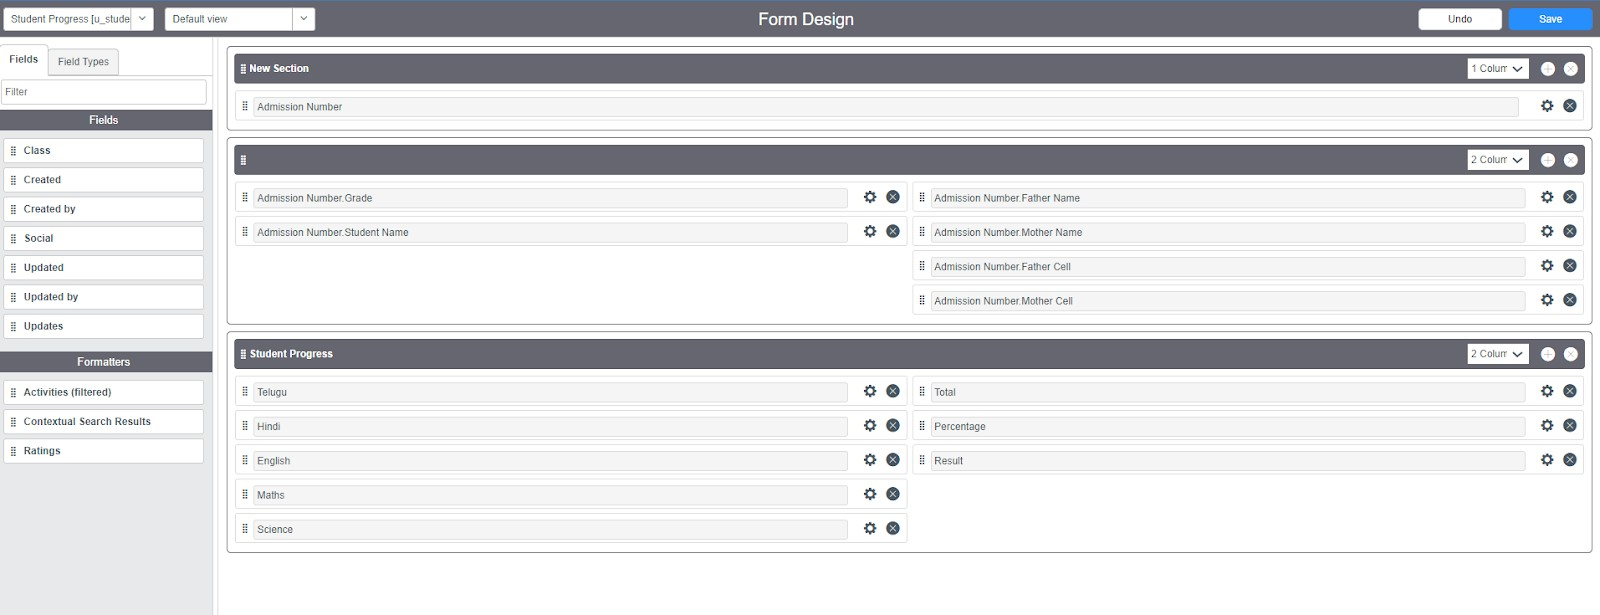 Student Progress [u_stude
Default view
Form Design
Undo
Save
Fields
Field Types
Filter
Fields
Class
Created
Created by
Social
Updated
Updated by
Updates
Formatters
Activities (filtered)
Contextual Search Results
Ratings
New Section
1 Colum
Admission Number
2 Colum
Admission Number.Grade
Admission Number.Student Name
Admission Number.Father Name
Admission Number.Mother Name
Admission Number.Father Cell
Admission Number.Mother Cell
Student Progress
2 Colum
Telugu
Hindi
English
Maths
Science
Total
Percentage
Result